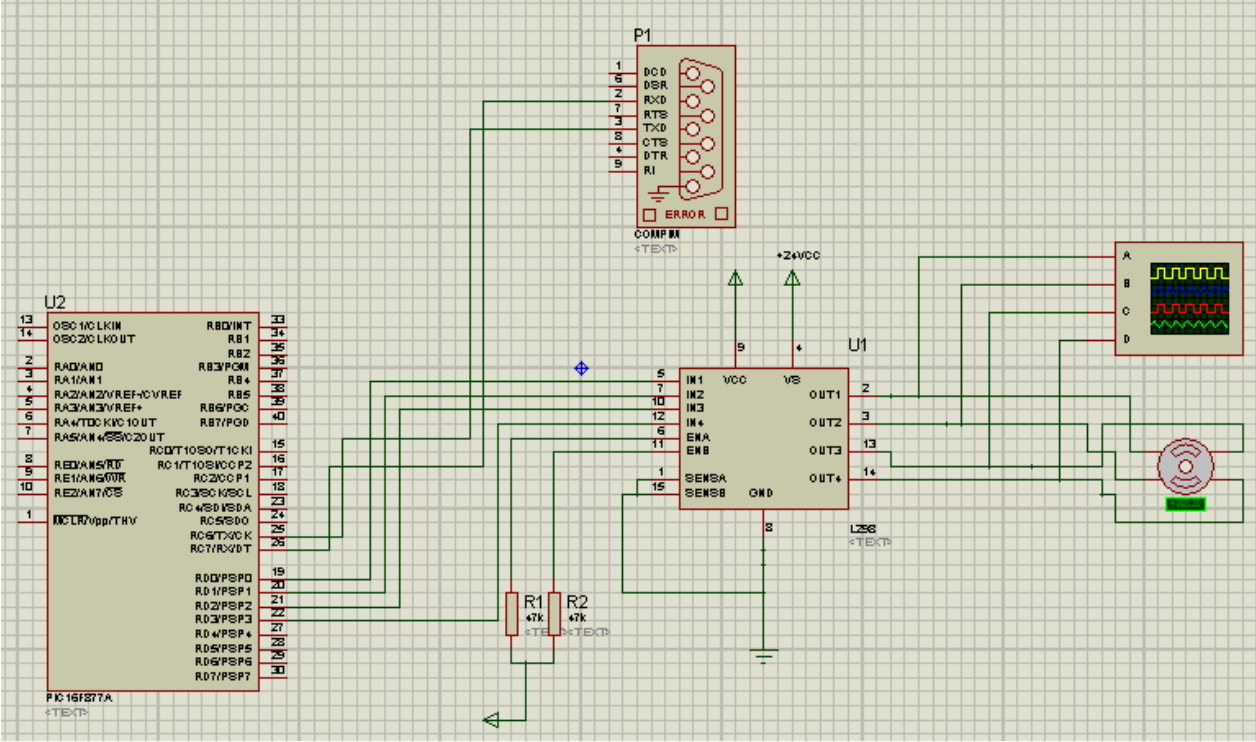 P1
1 DCD
6 DSR
2 RXD
7 RTS
3 TXD
8 CTS
4 DTR
9 RI
ERROR
COMPIM
<TEXT>
+24VCC
A
B
C
D
U2
13 OSC1/CLKIN
14 OSC2/CLKOUT
2 RA0/AN0
3 RA1/AN1
4 RA2/AN2/VREF-/CVREF
5 RA3/AN3/VREF+
6 RA4/T0CKI/C1OUT
7 RA5/AN4/SS/C2OUT
8 RE0/AN5/RD
9 RE1/AN6/WR
10 RE2/AN7/CS
1 MCLR/Vpp/THV
RB0/INT 33
RB1 34
RB2 35
RB3/PGM 36
RB4 37
RB5 38
RB6/PGC 39
RB7/PGD 40
RC0/T1OSO/T1CKI 15
RC1/T1OSI/CCP2 16
RC2/CCP1 17
RC3/SCK/SCL 18
RC4/SDI/SDA 23
RC5/SDO 24
RC6/TX/CK 25
RC7/RX/DT 26
RD0/PSP0 19
RD1/PSP1 20
RD2/PSP2 21
RD3/PSP3 22
RD4/PSP4 27
RD5/PSP5 28
RD6/PSP6 29
RD7/PSP7 30
PIC16F877A
<TEXT>
U1
9
4
VCC
VS
5 IN1
7 IN2
10 IN3
12 IN4
6 ENA
11 ENB
1 SENSA
15 SENSB
GND
8
OUT1 2
OUT2 3
OUT3 13
OUT4 14
L298
<TEXT>
R1
47k
<TEXT>
R2
47k
<TEXT>